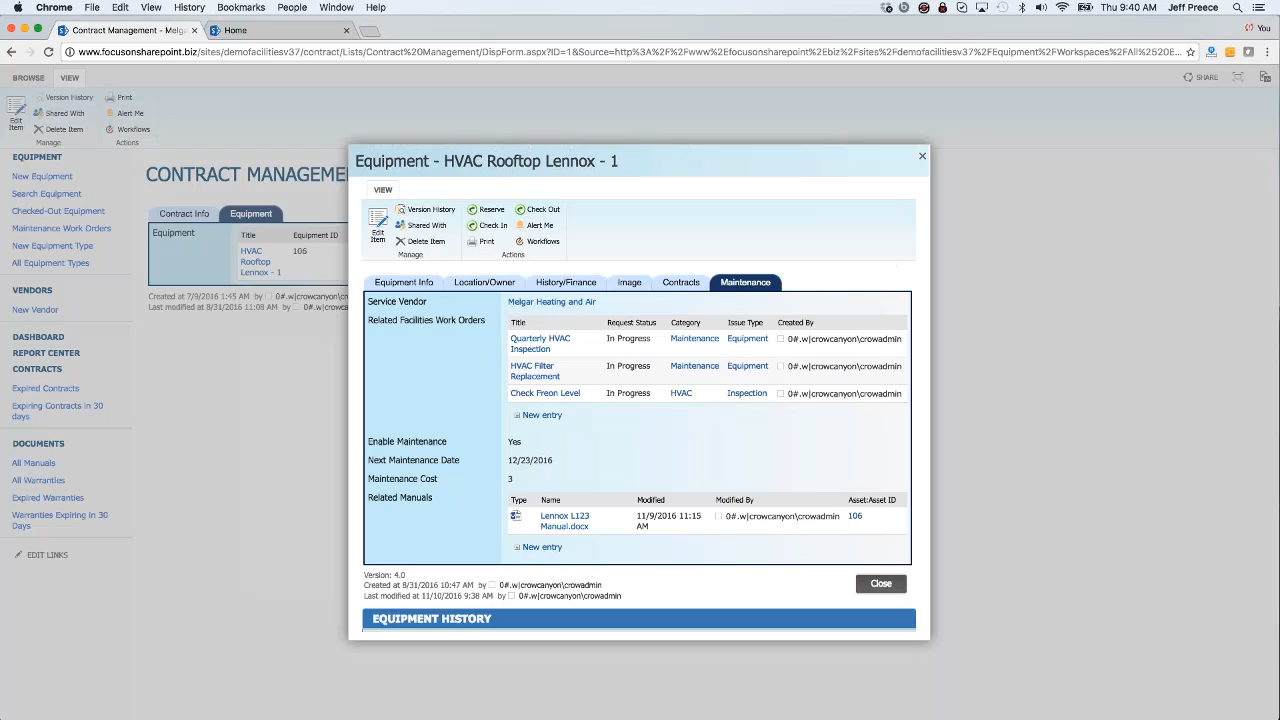 Chrome File Edit View History Bookmarks People Window Help Thu 9:40 AM Jeff Preece
Contract Management - Melga × Home × You
www.focusonsharepoint.biz/sites/demofacilitiesv37/contract/Lists/Contract%20Management/DispForm.aspx?ID=1&Source=http%3A%2F%2Fwww%2Efocusonsharepoint%2Ebiz%2Fsites%2Fdemofacilitiesv37%2FEquipment%2FWorkspaces%2FAll%2520E...
BROWSE VIEW SHARE
Edit Item
Version History
Shared With
Delete Item
Manage
Print
Alert Me
Workflows
Actions
EQUIPMENT
New Equipment
Search Equipment
Checked-Out Equipment
Maintenance Work Orders
New Equipment Type
All Equipment Types
VENDORS
New Vendor
DASHBOARD
REPORT CENTER
CONTRACTS
Expired Contracts
Expiring Contracts in 30
days
DOCUMENTS
All Manuals
All Warranties
Expired Warranties
Warranties Expiring in 30
Days
EDIT LINKS
CONTRACT MANAGEME
Contract Info Equipment
Equipment Title Equipment ID
HVAC 106
Rooftop
Lennox - 1
Created at 7/9/2016 1:45 AM by 0#.w|crowcanyo
Last modified at 8/31/2016 11:08 AM by 0#.w|crowca
Equipment - HVAC Rooftop Lennox - 1 ×
VIEW
Edit
Item
Version History
Shared With
Delete Item
Manage
Reserve Check Out
Check In Alert Me
Print Workflows
Actions
Equipment Info Location/Owner History/Finance Image Contracts Maintenance
Service Vendor Melgar Heating and Air
Related Facilities Work Orders
Title Request Status Category Issue Type Created By
Quarterly HVAC In Progress Maintenance Equipment 0#.w|crowcanyon\crowadmin
Inspection
HVAC Filter In Progress Maintenance Equipment 0#.w|crowcanyon\crowadmin
Replacement
Check Freon Level In Progress HVAC Inspection 0#.w|crowcanyon\crowadmin
New entry
Enable Maintenance Yes
Next Maintenance Date 12/23/2016
Maintenance Cost 3
Related Manuals
Type Name Modified Modified By Asset:Asset ID
Lennox L123 11/9/2016 11:15 0#.w|crowcanyon\crowadmin 106
Manual.docx AM
New entry
Version: 4.0
Created at 8/31/2016 10:47 AM by 0#.w|crowcanyon\crowadmin
Last modified at 11/10/2016 9:38 AM by 0#.w|crowcanyon\crowadmin
Close
EQUIPMENT HISTORY